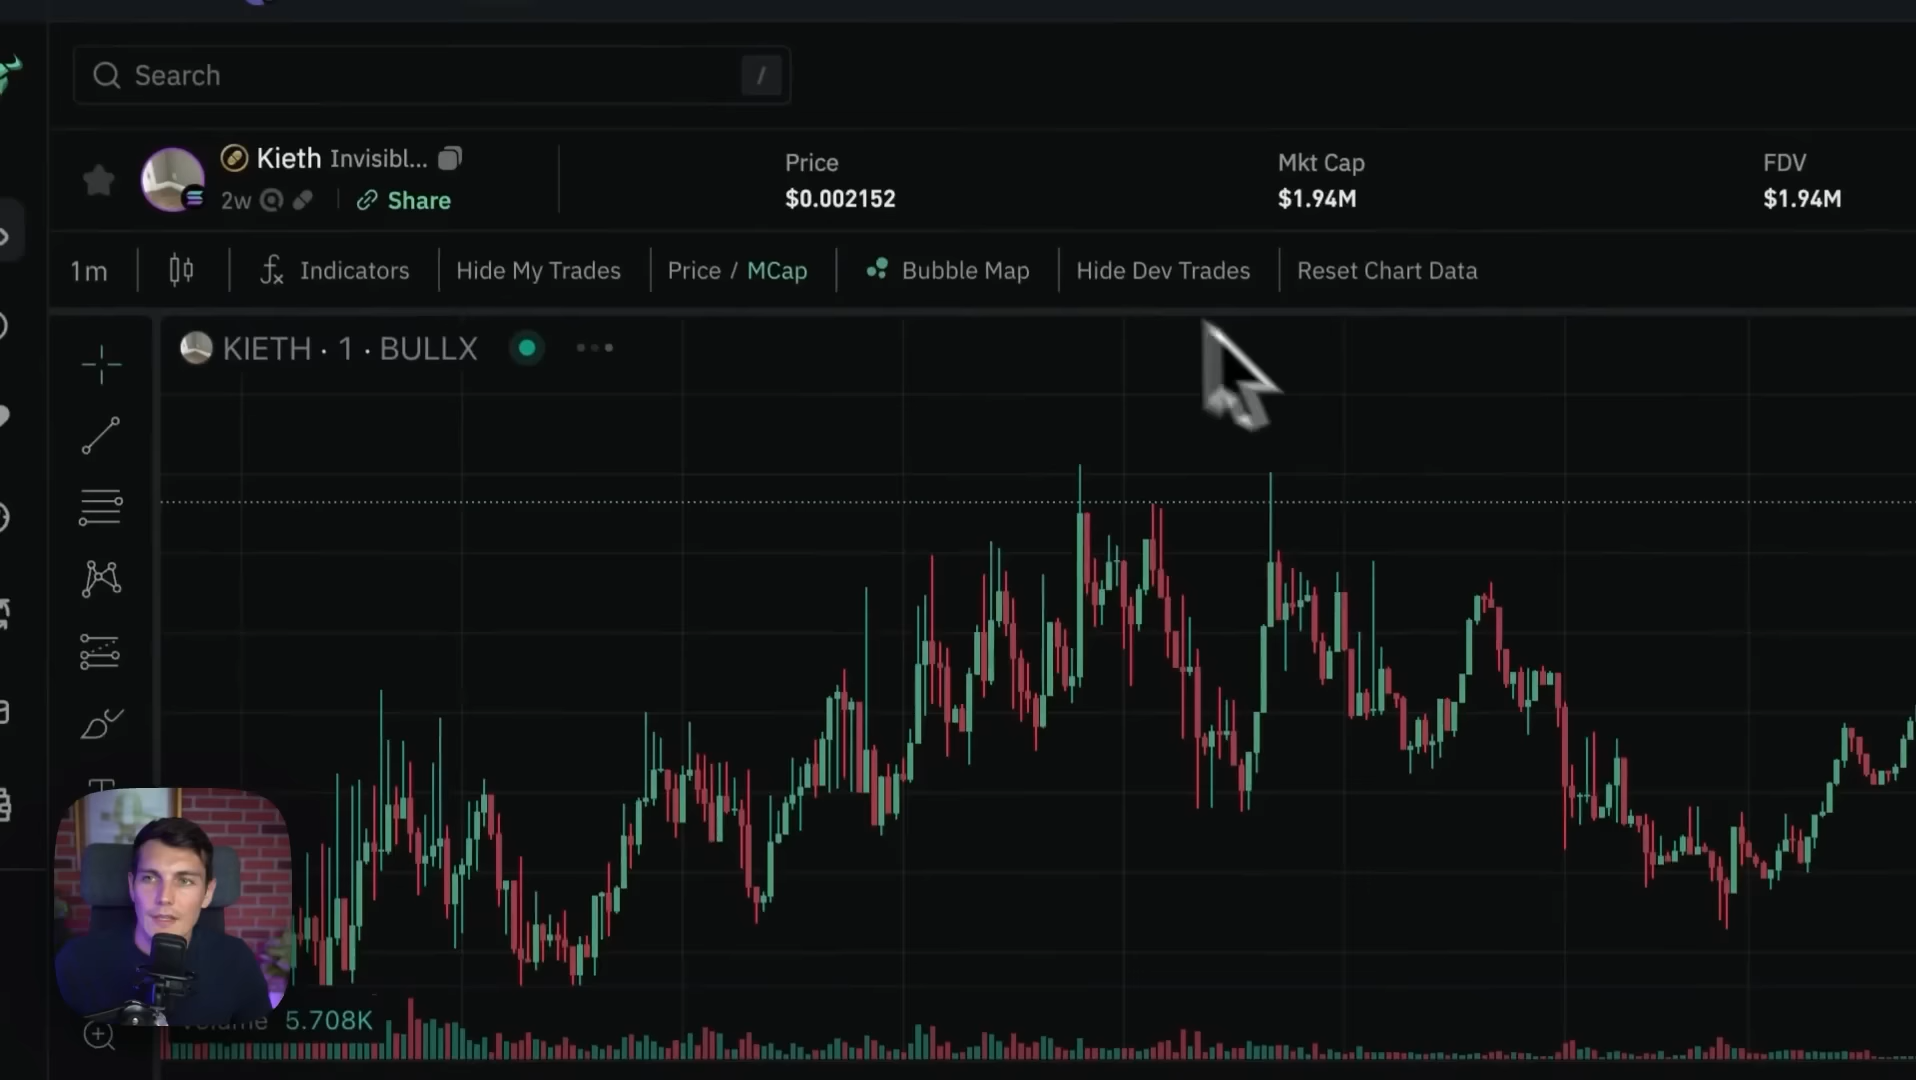 Search /
Kieth Invisibl...
2w Share
Price
$0.002152
Mkt Cap
$1.94M
FDV
$1.94M
1m Indicators Hide My Trades Price / MCap Bubble Map Hide Dev Trades Reset Chart Data
KIETH · 1 · BULLX
Volume 5.708K